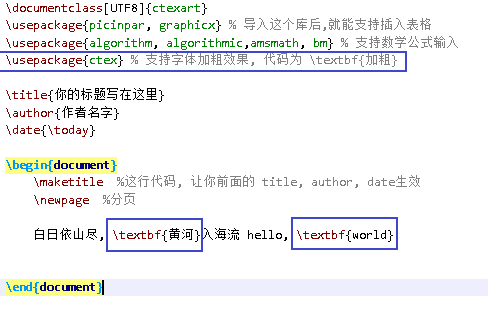 \documentclass[UTF8]{ctexart}
\usepackage{picinpar, graphicx} % 导入这个库后,就能支持插入表格
\usepackage{algorithm, algorithmic,amsmath, bm} % 支持数学公式输入
\usepackage{ctex} % 支持字体加粗效果, 代码为 \textbf{加粗}
\title{你的标题写在这里}
\author{作者名字}
\date{\today}
\begin{document}
\maketitle %这行代码, 让你前面的 title, author, date生效
\newpage %分页
白日依山尽, \textbf{黄河}入海流 hello, \textbf{world}
\end{document}